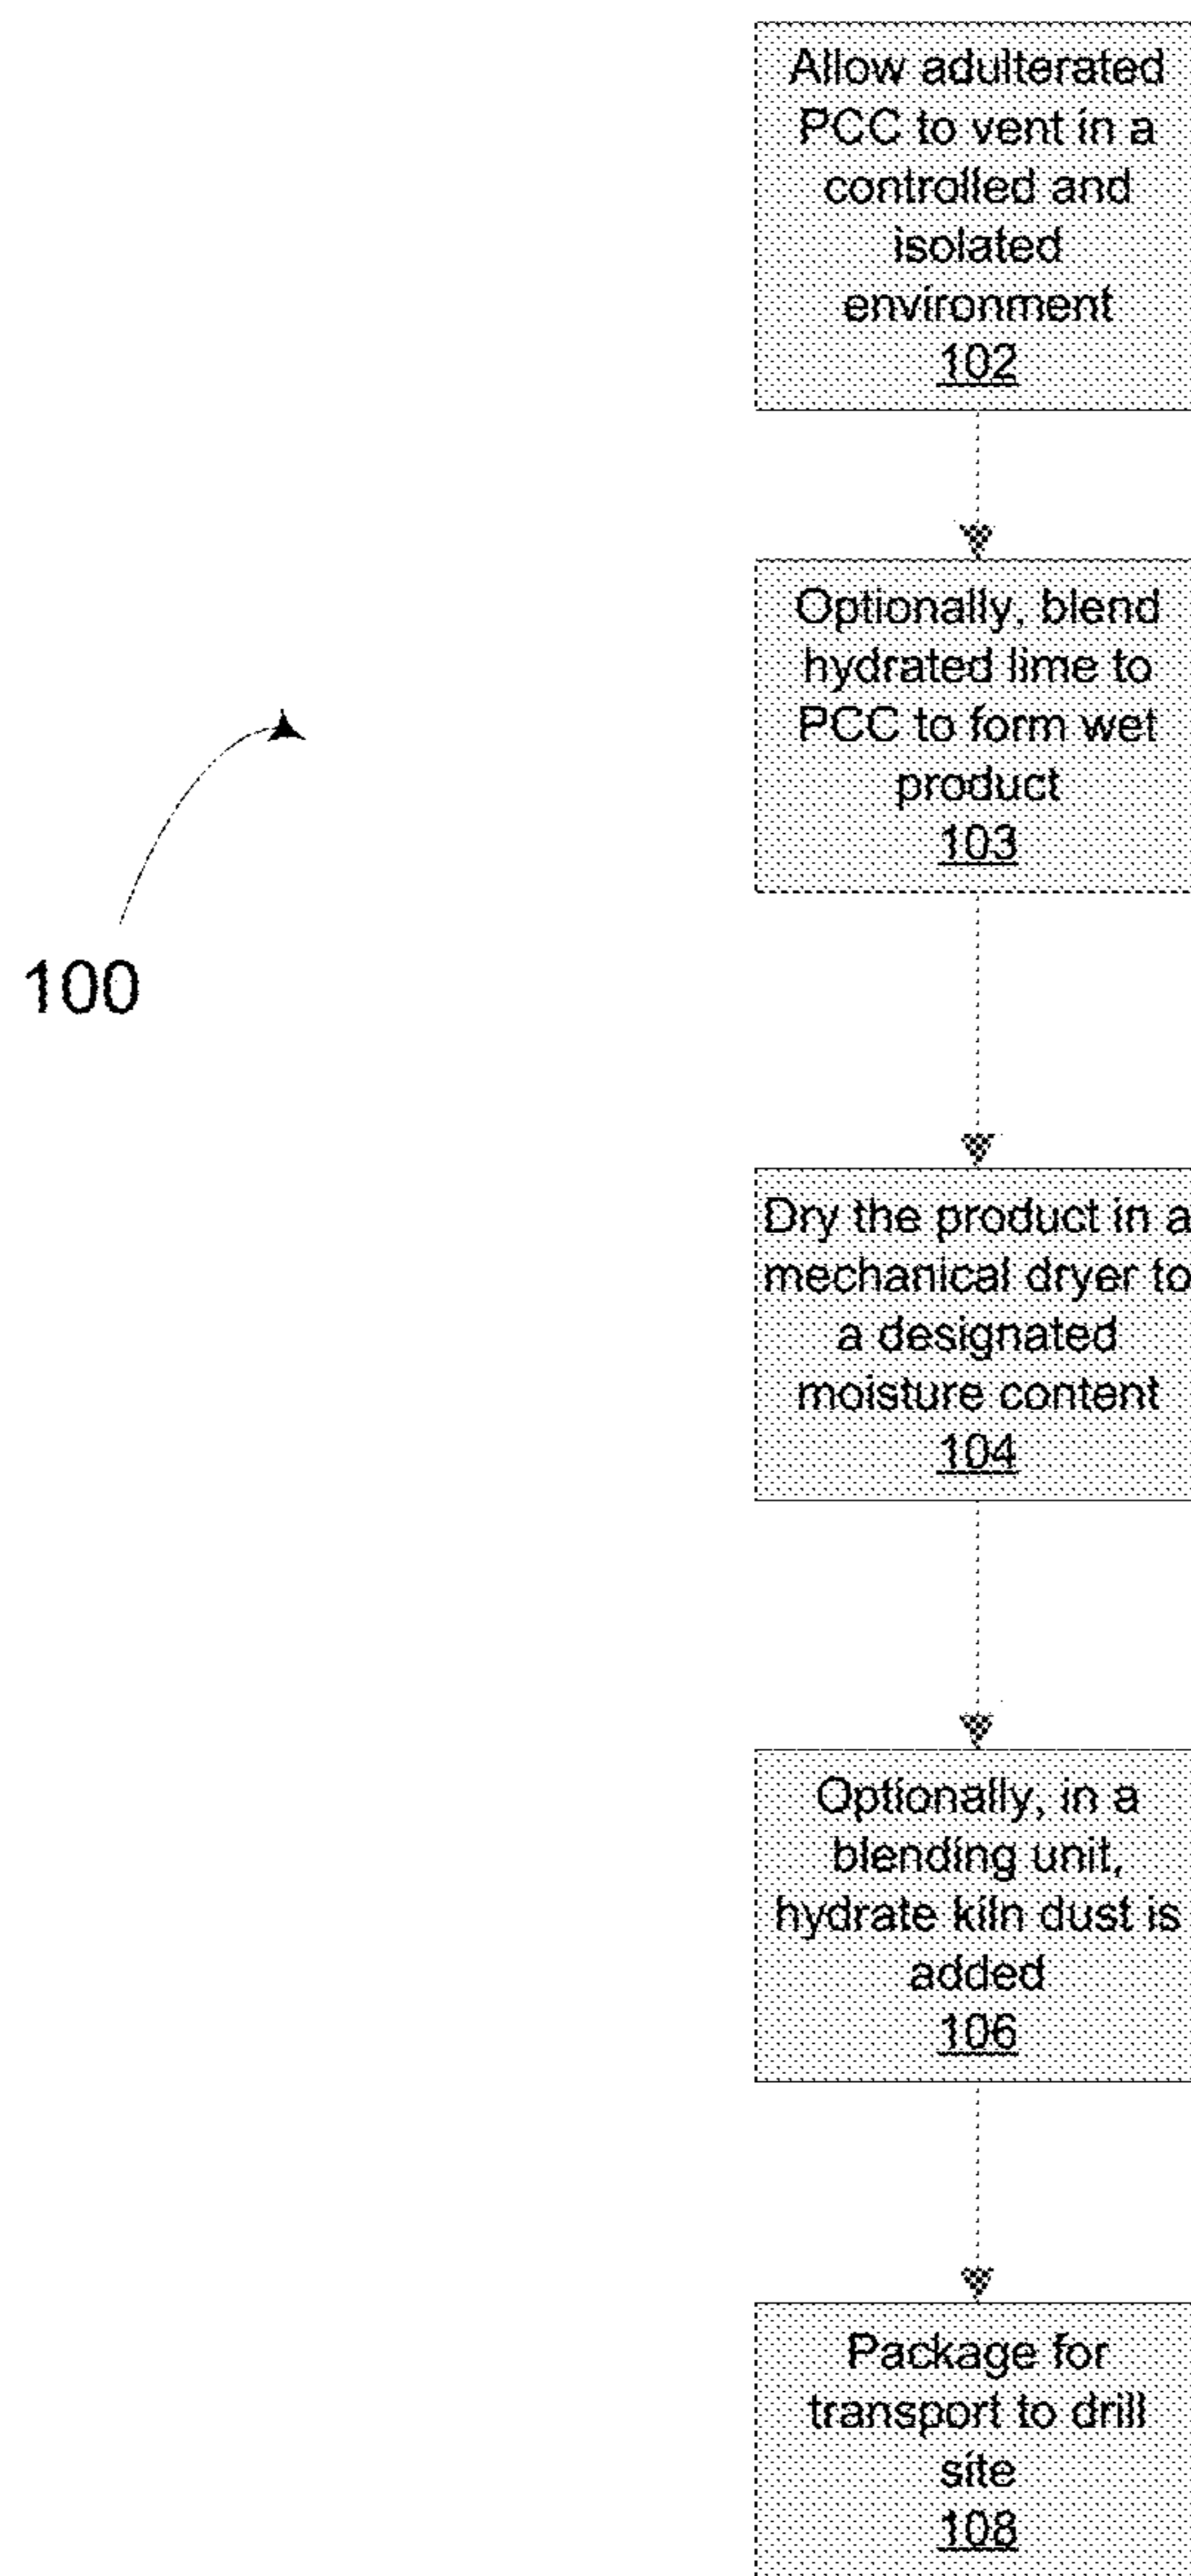 Allow adulterated
PCC to vent in a
controlled and
isolated
environment
102
Optionally, blend
hydrated lime to
PCC to form wet
product
103
100
Dry the product in a
mechanical dryer to
a designated
moisture content
104
Optionally, in a
blending unit,
hydrate kiln dust is
added
106
Package for
transport to drill
site
108